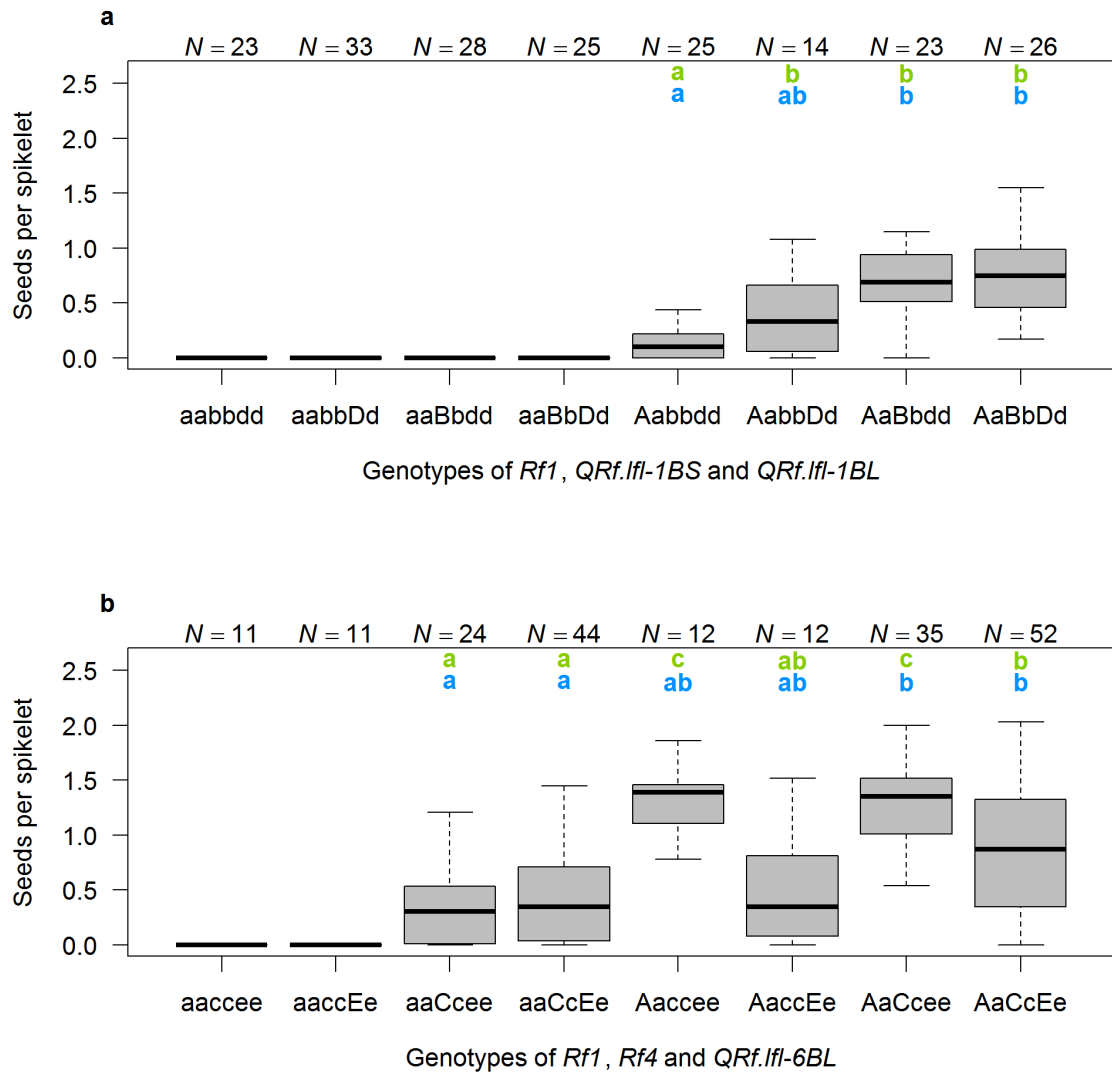 a
N = 23 N = 33 N = 28 N = 25 N = 25 N = 14 N = 23 N = 26
a b b b
a ab b b
2.5
2.0
1.5
1.0
0.5
0.0
Seeds per spikelet
aabbdd aabbDd aaBbdd aaBbDd Aabbdd AabbDd AaBbdd AaBbDd
Genotypes of Rf1, QRf.lfl-1BS and QRf.lfl-1BL
b
N = 11 N = 11 N = 24 N = 44 N = 12 N = 12 N = 35 N = 52
a a c ab c b
a a ab ab b b
2.5
2.0
1.5
1.0
0.5
0.0
Seeds per spikelet
aaccee aaccEe aaCcee aaCcEe Aaccee AaccEe AaCcee AaCcEe
Genotypes of Rf1, Rf4 and QRf.lfl-6BL